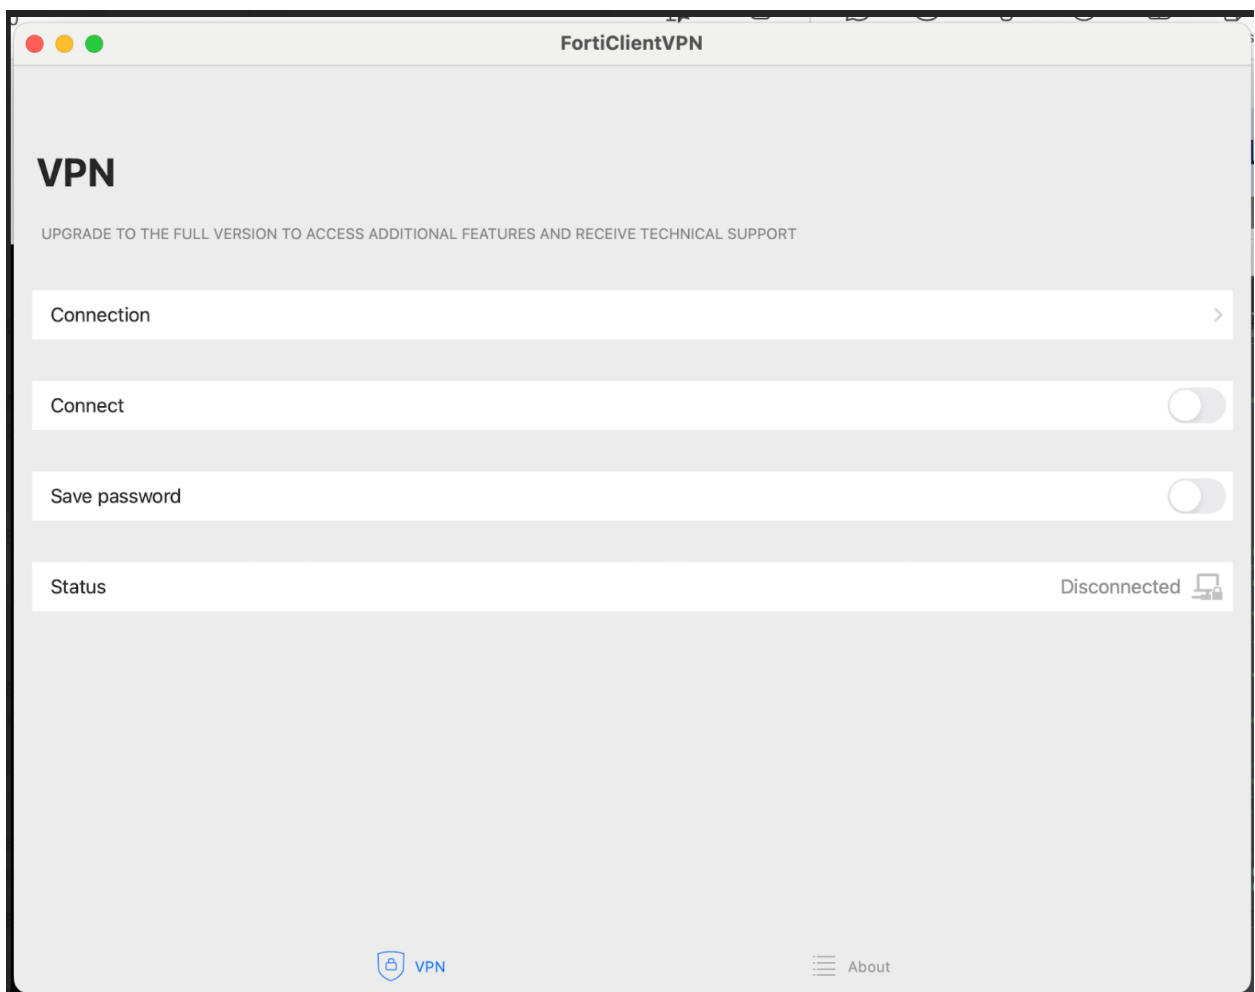 FortiClientVPN
VPN
UPGRADE TO THE FULL VERSION TO ACCESS ADDITIONAL FEATURES AND RECEIVE TECHNICAL SUPPORT
Connection
Connect
Save password
Status Disconnected
VPN About